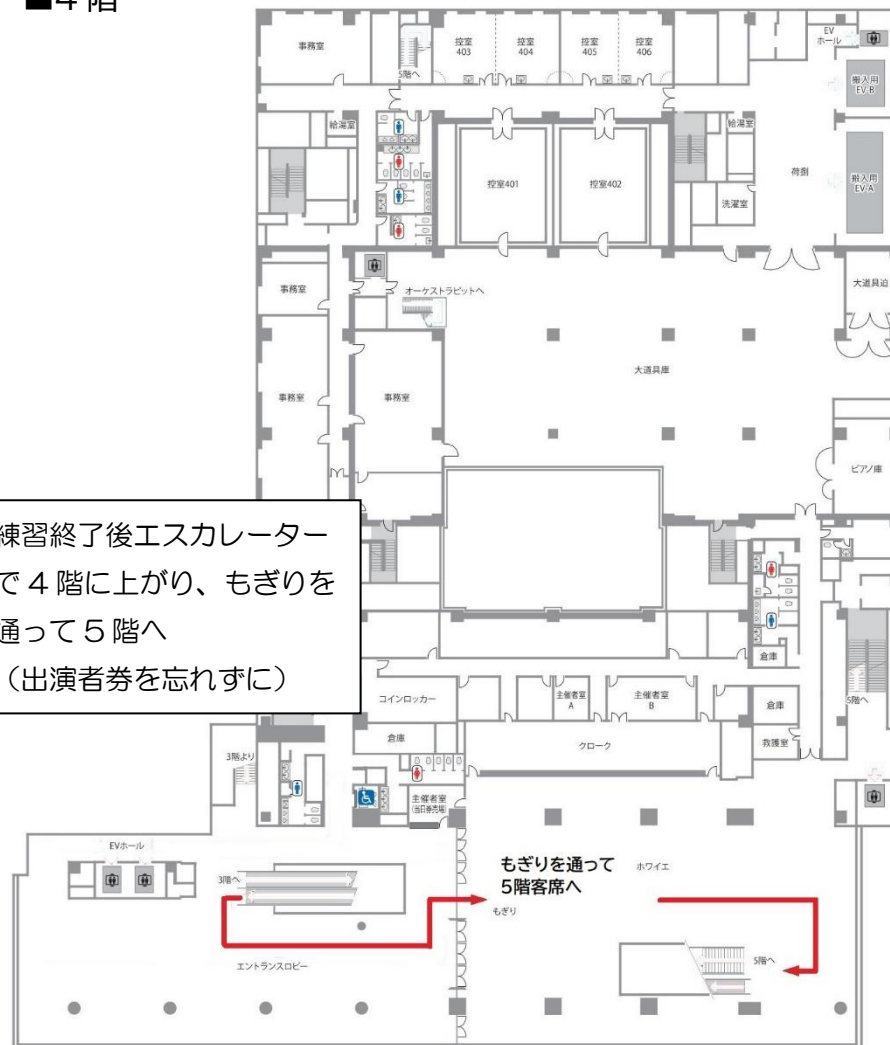 ■4階
事務室
5階へ
控室
403
控室
404
控室
405
控室
406
EV
ホール
搬入用
EV-B
給湯室
給湯室
控室401
控室402
荷捌
搬入用
EV-A
洗濯室
事務室
オーケストラピットへ
大道具迫
大道具庫
事務室
事務室
ピアノ庫
練習終了後エスカレーター
で4階に上がり、もぎりを
通って5階へ
(出演者券を忘れずに)
倉庫
コインロッカー
主催者室
A
主催者室
B
倉庫
5階へ
倉庫
クローク
救護室
3階より
主催者室
(当日券売場)
EVホール
もぎりを通って
5階客席へ
ホワイエ
3階へ
もぎり
エントランスロビー
5階へ